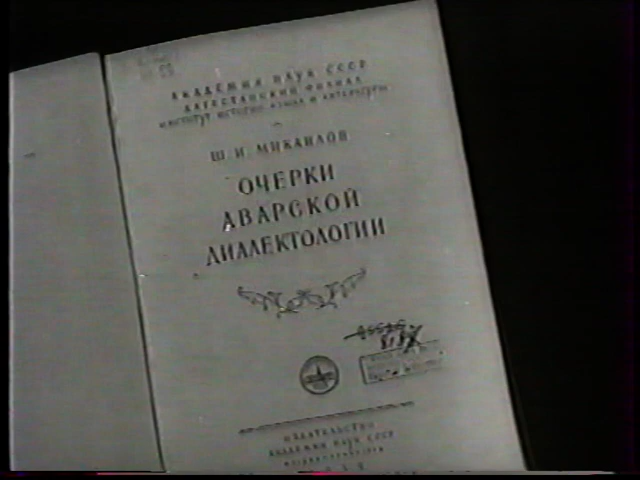 АКАДЕМИЯ НАУК СССР
ДАГЕСТАНСКИЙ ФИЛИАЛ
ИНСТИТУТ ИСТОРИИ, ЯЗЫКА И ЛИТЕРАТУРЫ
Ш. И. МИКАИЛОВ
ОЧЕРКИ
АВАРСКОЙ
ДИАЛЕКТОЛОГИИ
ИЗДАТЕЛЬСТВО
АКАДЕМИИ НАУК СССР